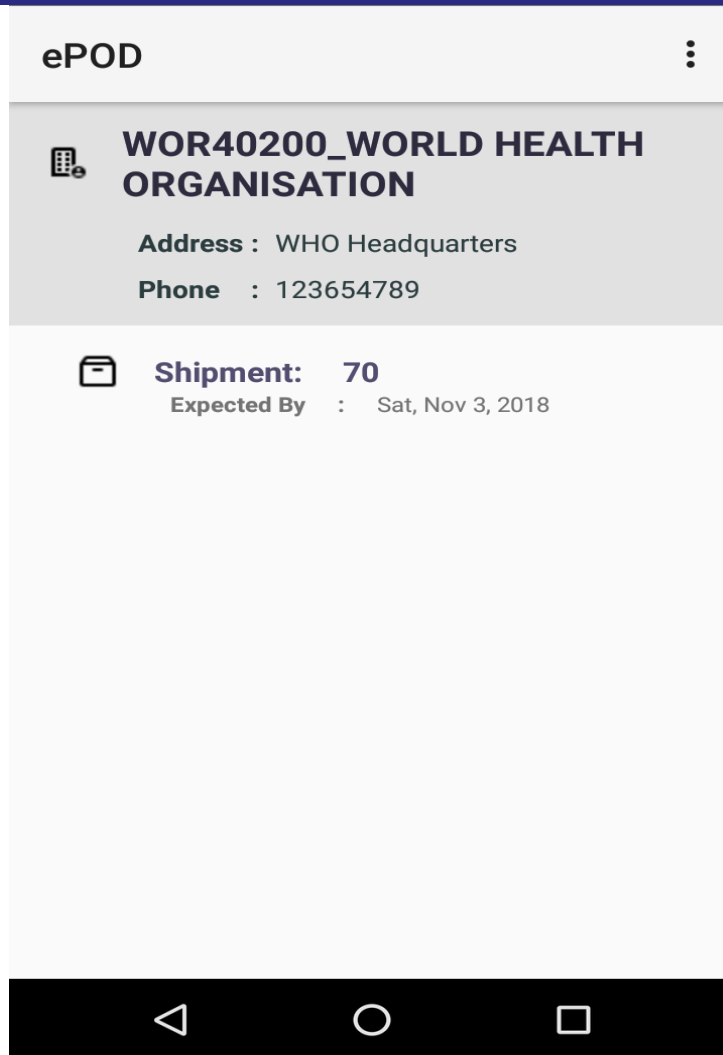 ePOD
WOR40200_WORLD HEALTH
ORGANISATION
Address : WHO Headquarters
Phone : 123654789
Shipment: 70
Expected By : Sat, Nov 3, 2018